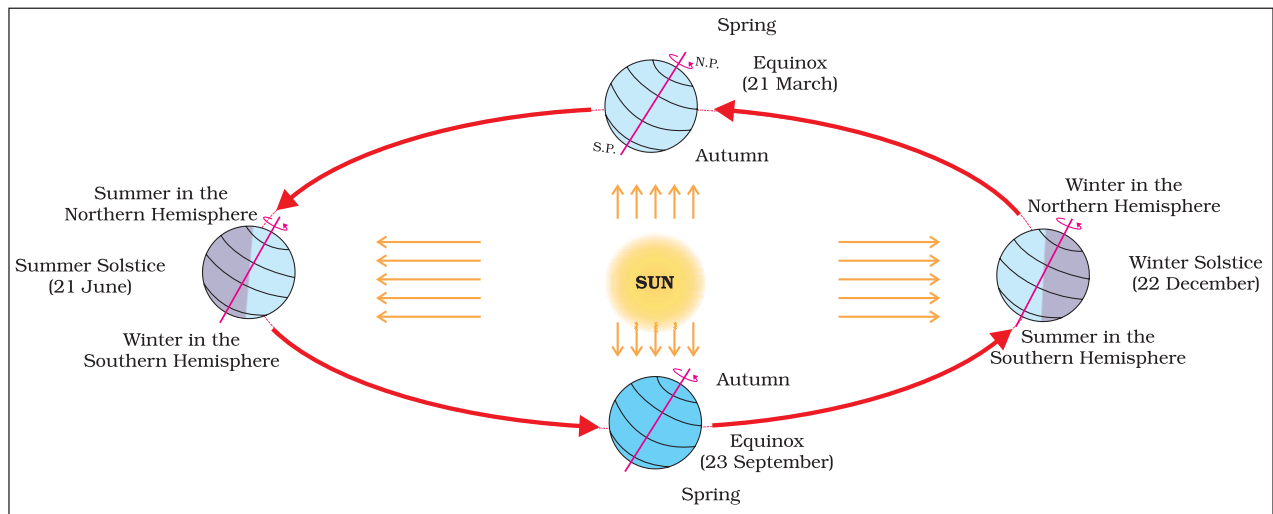 Spring
N.P.
Equinox
(21 March)
S.P.
Autumn
Summer in the
Northern Hemisphere
Winter in the
Northern Hemisphere
Summer Solstice
(21 June)
SUN
Winter Solstice
(22 December)
Winter in the
Southern Hemisphere
Summer in the
Southern Hemisphere
Autumn
Equinox
(23 September)
Spring